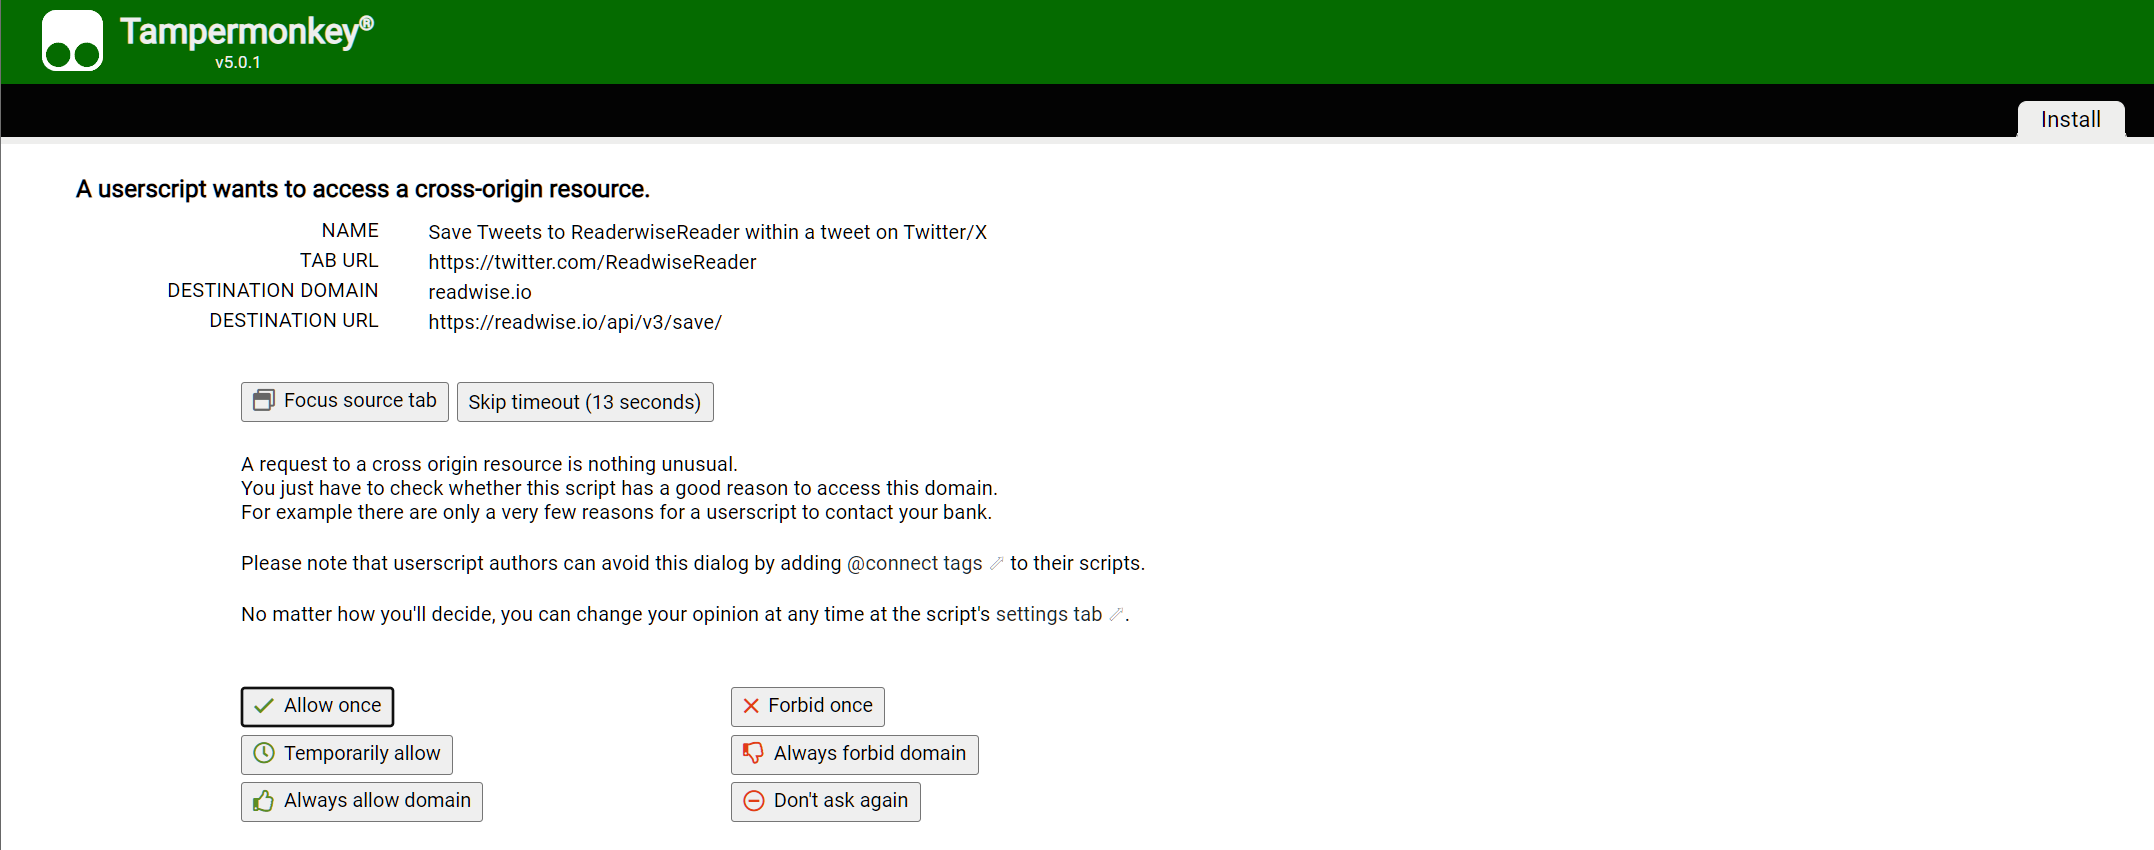 Tampermonkey®
v5.0.1
Install
A userscript wants to access a cross-origin resource.
NAME Save Tweets to ReaderwiseReader within a tweet on Twitter/X
TAB URL https://twitter.com/ReadwiseReader
DESTINATION DOMAIN readwise.io
DESTINATION URL https://readwise.io/api/v3/save/
Focus source tab Skip timeout (13 seconds)
A request to a cross origin resource is nothing unusual.
You just have to check whether this script has a good reason to access this domain.
For example there are only a very few reasons for a userscript to contact your bank.
Please note that userscript authors can avoid this dialog by adding @connect tags to their scripts.
No matter how you'll decide, you can change your opinion at any time at the script's settings tab.
Allow once Forbid once
Temporarily allow Always forbid domain
Always allow domain Don't ask again